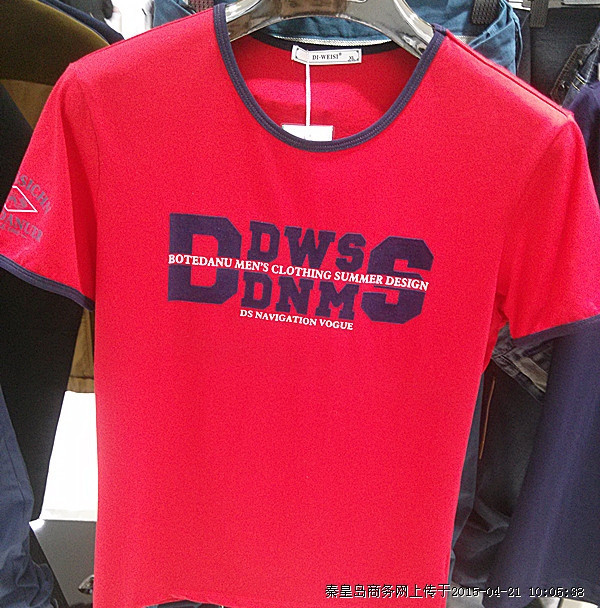 DI-WEISI®
XL
D DWS S
BOTEDANU MEN'S CLOTHING SUMMER DESIGN
DNM
DS NAVIGATION VOGUE
秦皇岛商务网上传于2015-04-21 10:05:38